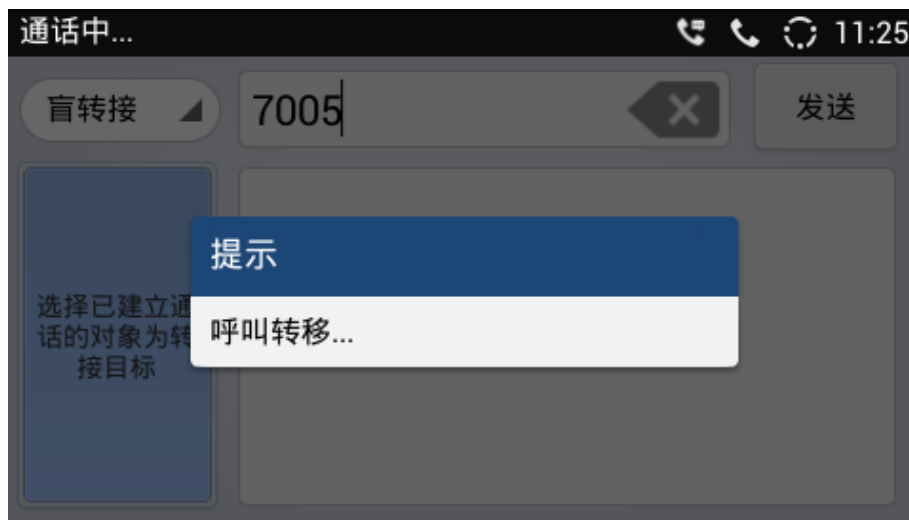 通话中...
11:25
盲转接
7005
发送
提示
呼叫转移...
选择已建立通
话的对象为转
接目标